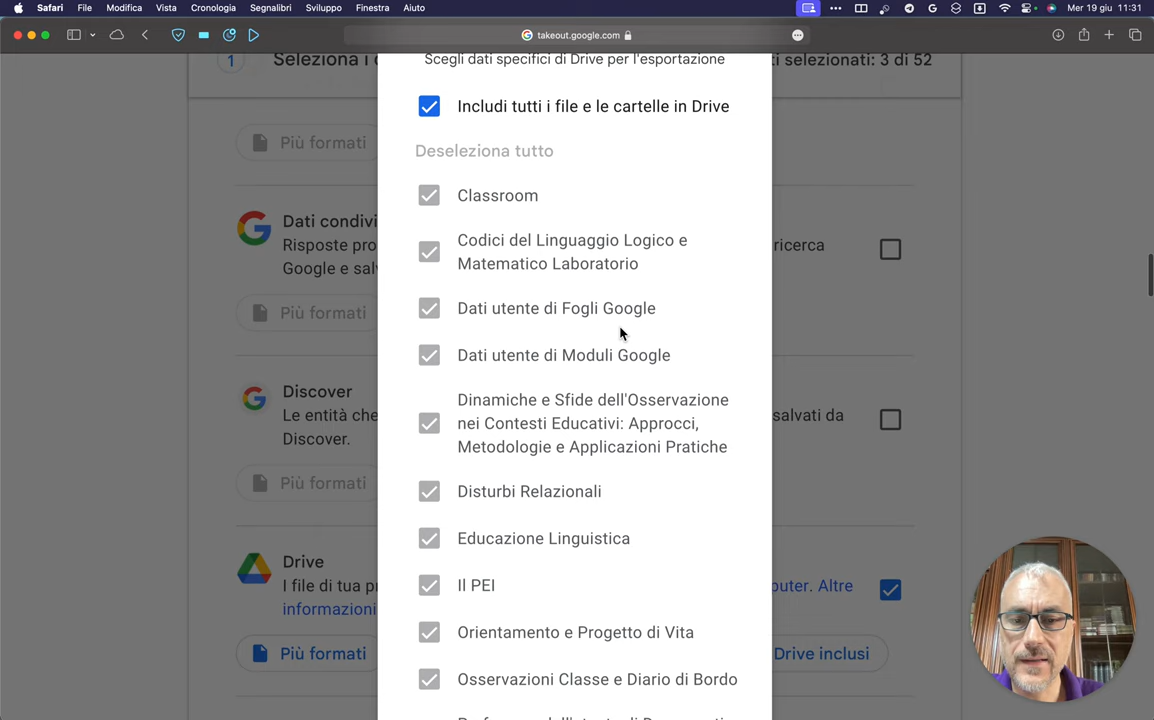 Safari File Modifica Vista Cronologia Segnalibri Sviluppo Finestra Aiuto Mer 19 giu 11:31
takeout.google.com
1 Seleziona i
ti selezionati: 3 di 52
Scegli dati specifici di Drive per l'esportazione
Includi tutti i file e le cartelle in Drive
Più formati
Deseleziona tutto
Classroom
Dati condivi
Risposte pro
ricerca
Google e salv
Codici del Linguaggio Logico e
Matematico Laboratorio
Più formati
Dati utente di Fogli Google
Dati utente di Moduli Google
Discover
Le entità che
salvati da
Discover.
Dinamiche e Sfide dell'Osservazione
nei Contesti Educativi: Approcci,
Metodologie e Applicazioni Pratiche
Più formati
Disturbi Relazionali
Educazione Linguistica
Drive
I file di tua p
puter. Altre
informazioni
Il PEI
Orientamento e Progetto di Vita
Più formati
Drive inclusi
Osservazioni Classe e Diario di Bordo